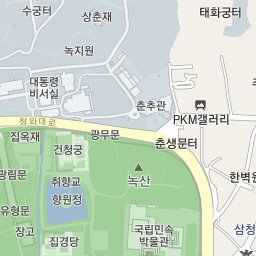 수궁터
상춘재
태화궁터
녹지원
대통령
비서실
춘추관
PKM갤러리
청와대로
집옥재
광무문
춘생문터
건청궁
광림문
취향교
향원정
녹산
한벽원
유형문
장고
국립민속
박물관
삼청
집경당